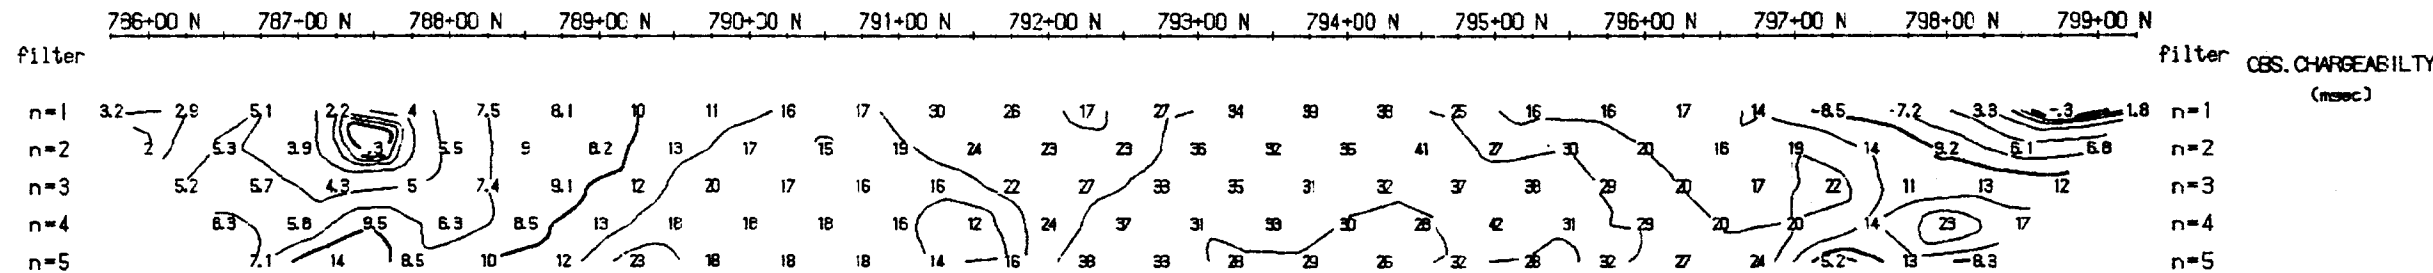 786+00 N 787+00 N 788+00 N 789+00 N 790+00 N 791+00 N 792+00 N 793+00 N 794+00 N 795+00 N 796+00 N 797+00 N 798+00 N 799+00 N
filter filter OBS. CHARGEABILTY
(msec)
n=1 3.2 2.9 5.1 2.2 4 7.5 8.1 10 11 16 17 30 26 17 27 34 39 38 25 16 16 17 14 -8.5 -7.2 3.3 -.3 1.8 n=1
n=2 2 5.3 3.9 -.3 5.5 9 8.2 13 17 15 19 24 23 23 36 32 35 41 27 30 20 16 19 14 9.2 6.1 6.8 n=2
n=3 5.2 5.7 4.3 5 7.4 9.1 12 20 17 16 16 22 27 33 35 31 32 37 38 29 20 17 22 11 13 12 n=3
n=4 6.3 5.8 9.5 6.3 8.5 13 18 18 18 16 12 24 37 31 39 30 28 42 31 29 20 20 14 23 17 n=4
n=5 7.1 14 8.5 10 12 23 18 18 18 14 16 38 33 28 29 26 32 28 32 27 24 -5.2 13 -8.3 n=5